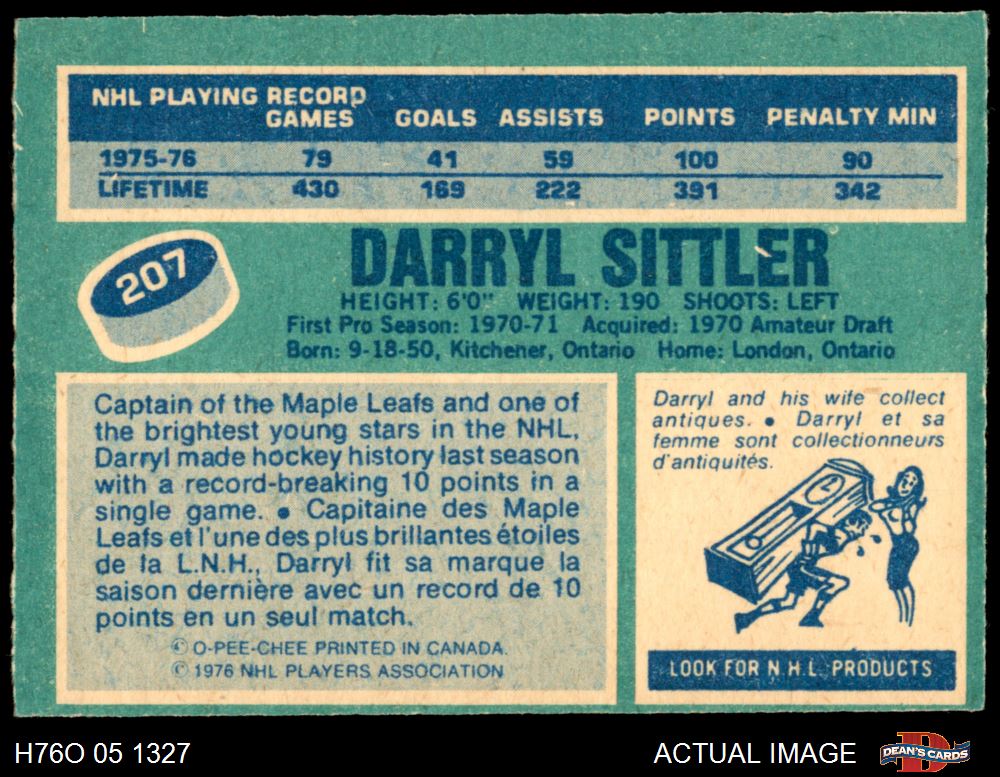 NHL PLAYING RECORD
GAMES GOALS ASSISTS POINTS PENALTY MIN
1975-76 79 41 59 100 90
LIFETIME 430 169 222 391 342
207
DARRYL SITTLER
HEIGHT: 6'0" WEIGHT: 190 SHOOTS: LEFT
First Pro Season: 1970-71 Acquired: 1970 Amateur Draft
Born: 9-18-50, Kitchener, Ontario Home: London, Ontario
Captain of the Maple Leafs and one of
the brightest young stars in the NHL,
Darryl made hockey history last season
with a record-breaking 10 points in a
single game. • Capitaine des Maple
Leafs et l'une des plus brillantes étoiles
de la L.N.H., Darryl fit sa marque la
saison dernière avec un record de 10
points en un seul match.
© O-PEE-CHEE PRINTED IN CANADA.
© 1976 NHL PLAYERS ASSOCIATION
Darryl and his wife collect
antiques. • Darryl et sa
femme sont collectionneurs
d'antiquités.
LOOK FOR N.H.L. PRODUCTS
H76O 05 1327
ACTUAL IMAGE
D
DEAN'S CARDS